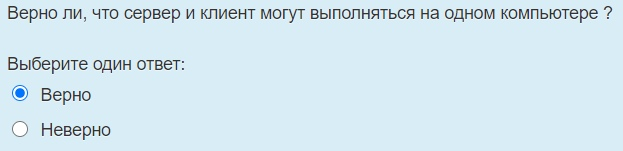 Верно ли, что сервер и клиент могут выполняться на одном компьютере ?
Выберите один ответ:
Верно
Неверно